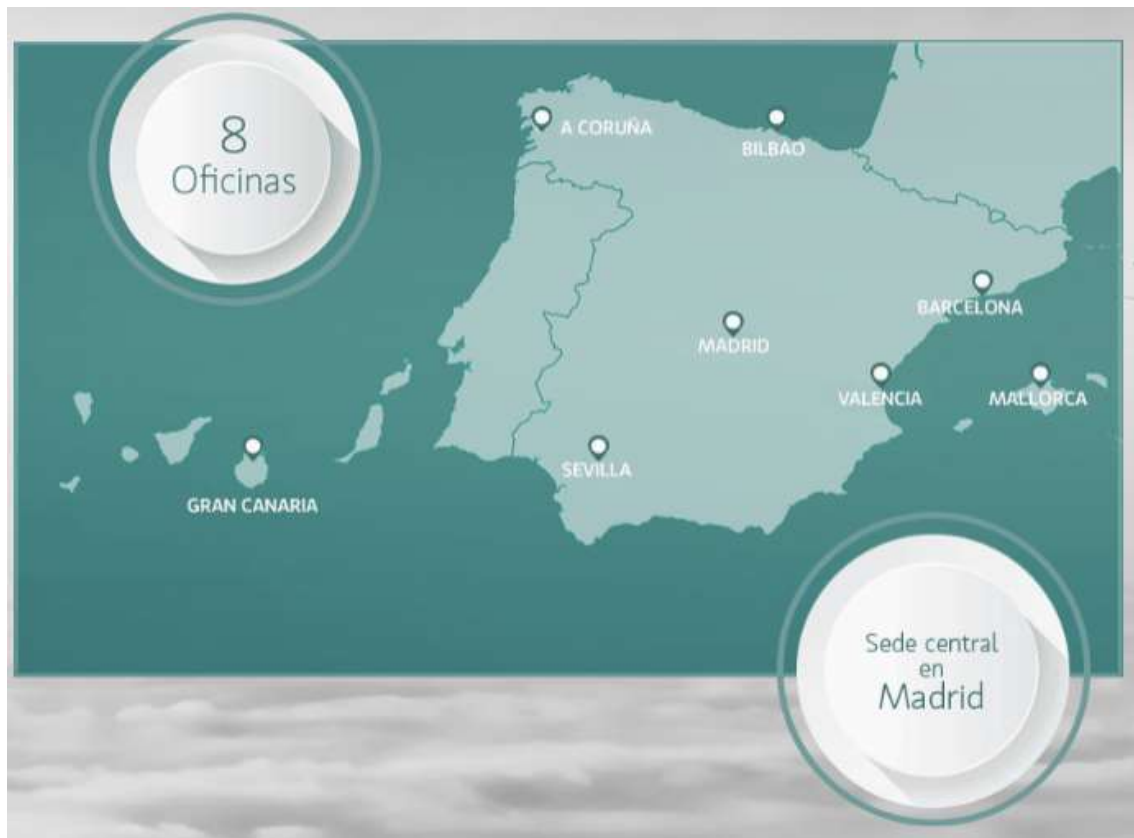 8
Oficinas
A CORUÑA
BILBAO
BARCELONA
MADRID
VALENCIA
MALLORCA
SEVILLA
GRAN CANARIA
Sede central
en
Madrid